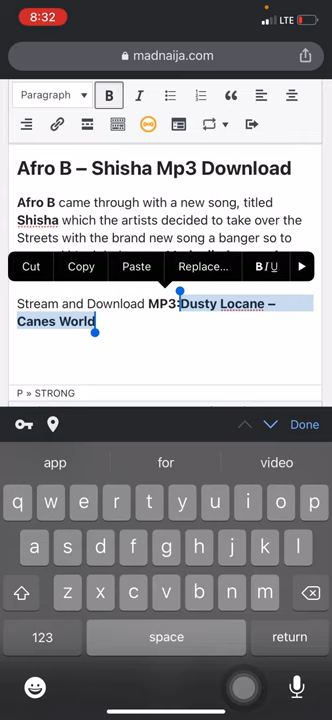 8:32
LTE
madnaija.com
Paragraph
B
I
Afro B – Shisha Mp3 Download
Afro B came through with a new song, titled
Shisha which the artists decided to take over the
Streets with the brand new song a banger so to
Cut
Copy
Paste
Replace...
B I U
Stream and Download MP3:Dusty Locane –
Canes World
P » STRONG
Done
app
for
video
q w e r t y u i o p
a s d f g h j k l
z x c v b n m
123
space
return